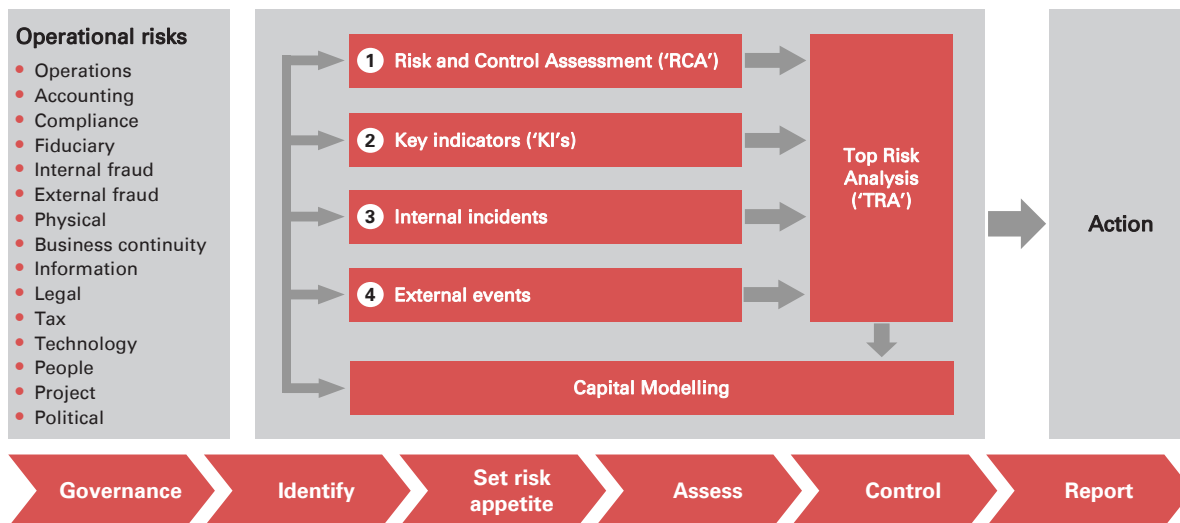 Operational risks
• Operations
• Accounting
• Compliance
• Fiduciary
• Internal fraud
• External fraud
• Physical
• Business continuity
• Information
• Legal
• Tax
• Technology
• People
• Project
• Political
1 Risk and Control Assessment (‘RCA’)
2 Key indicators (‘KI’s)
3 Internal incidents
4 External events
Top Risk
Analysis
(‘TRA’)
Capital Modelling
Action
Governance
Identify
Set risk
appetite
Assess
Control
Report